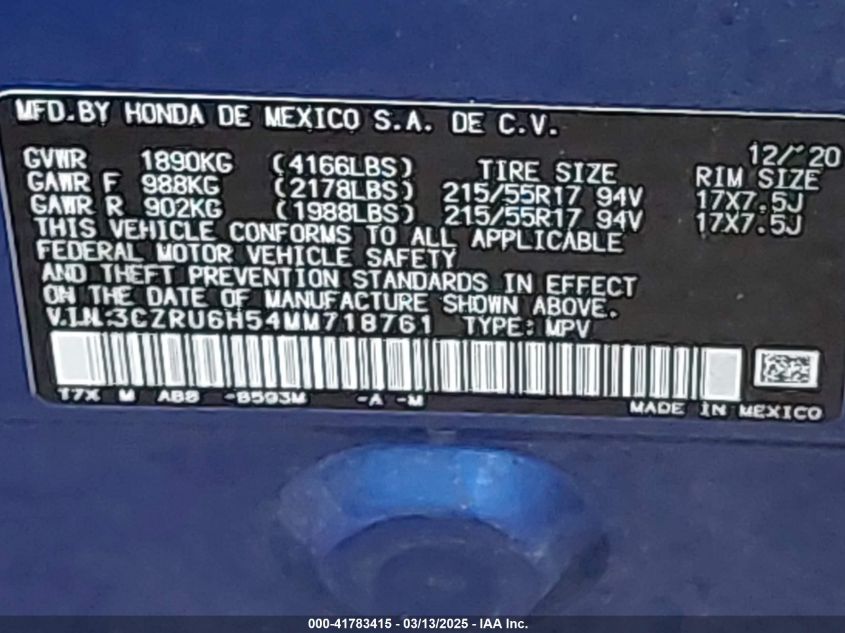 MFD.BY HONDA DE MEXICO S.A. DE C.V.
12/'20
GVWR 1890KG (4166LBS) TIRE SIZE RIM SIZE
GAWR F 988KG (2178LBS) 215/55R17 94V 17X7.5J
GAWR R 902KG (1988LBS) 215/55R17 94V 17X7.5J
THIS VEHICLE CONFORMS TO ALL APPLICABLE
FEDERAL MOTOR VEHICLE SAFETY
AND THEFT PREVENTION STANDARDS IN EFFECT
ON THE DATE OF MANUFACTURE SHOWN ABOVE.
V.I.N.:3CZRU6H54MM718761 TYPE: MPV
T7X M AB8 -B593M -A -M
MADE IN MEXICO
000-41783415 - 03/13/2025 - IAA Inc.